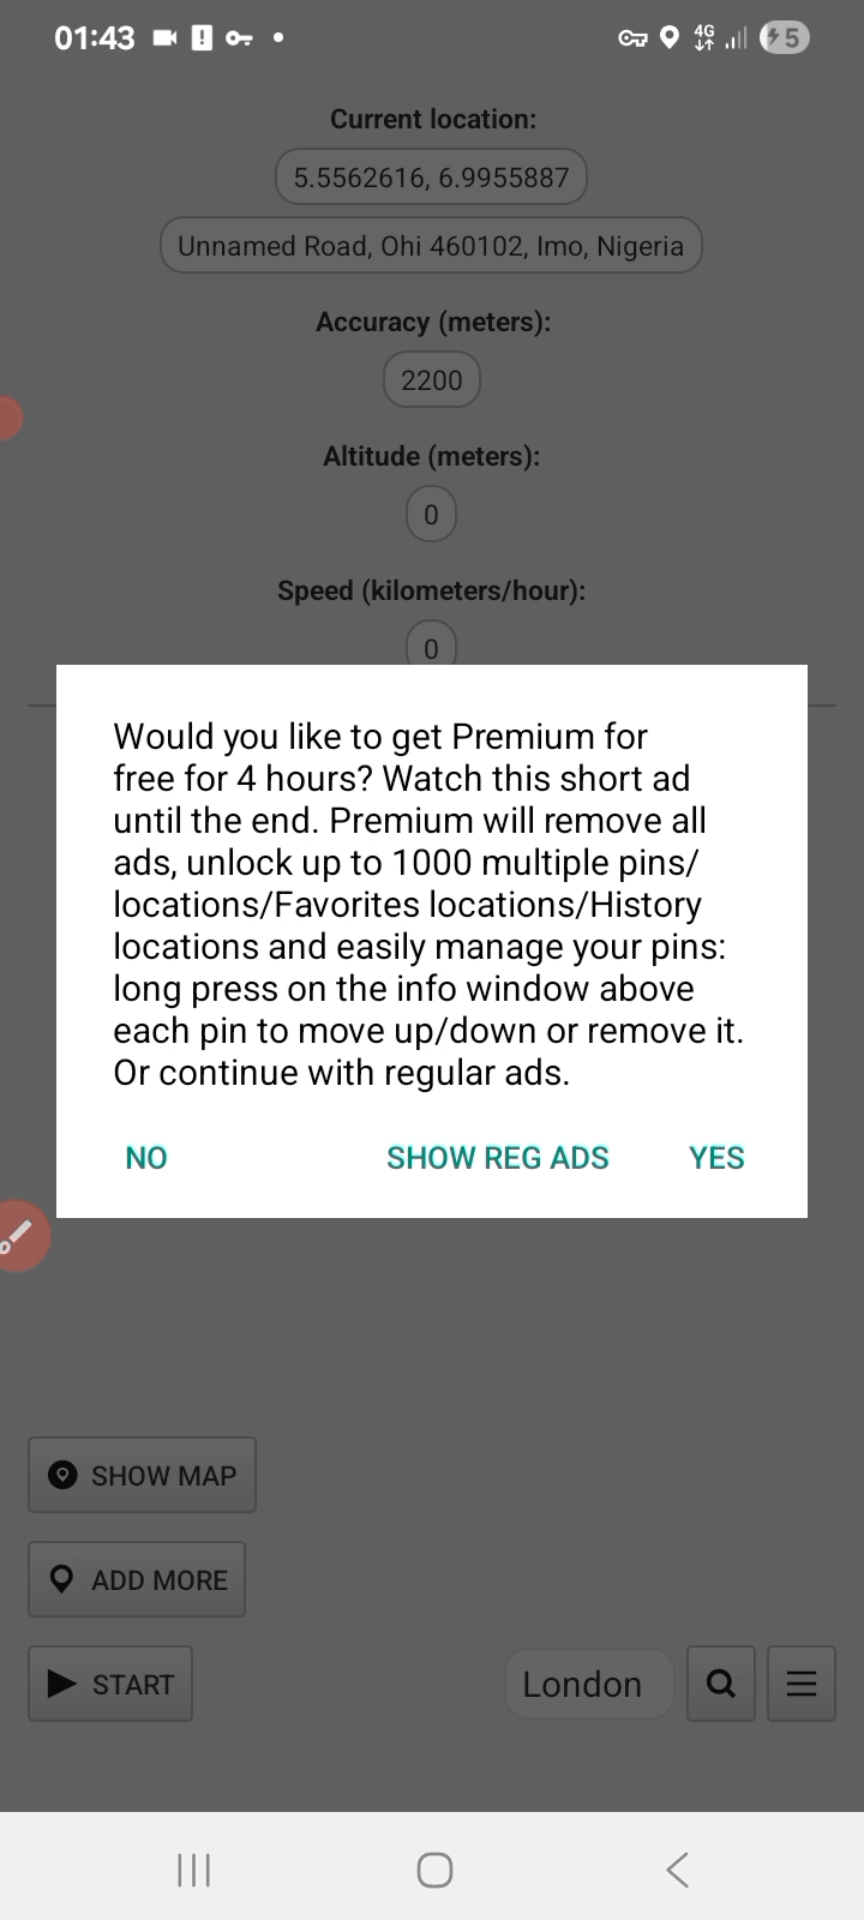 01:43
4G
5
Current location:
5.5562616, 6.9955887
Unnamed Road, Ohi 460102, Imo, Nigeria
Accuracy (meters):
2200
Altitude (meters):
0
Speed (kilometers/hour):
0
Would you like to get Premium for
free for 4 hours? Watch this short ad
until the end. Premium will remove all
ads, unlock up to 1000 multiple pins/
locations/Favorites locations/History
locations and easily manage your pins:
long press on the info window above
each pin to move up/down or remove it.
Or continue with regular ads.
NO
SHOW REG ADS
YES
SHOW MAP
ADD MORE
START
London